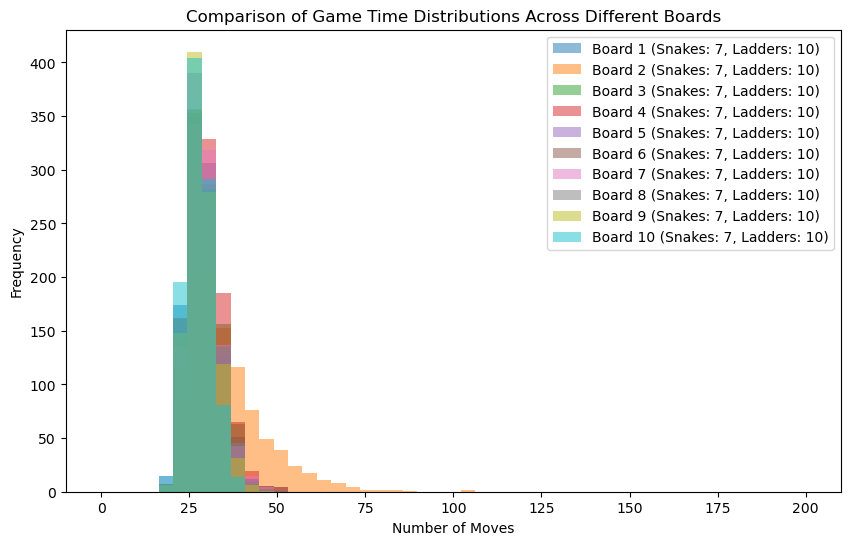 Comparison of Game Time Distributions Across Different Boards
Board 1 (Snakes: 7, Ladders: 10)
Board 2 (Snakes: 7, Ladders: 10)
Board 3 (Snakes: 7, Ladders: 10)
Board 4 (Snakes: 7, Ladders: 10)
Board 5 (Snakes: 7, Ladders: 10)
Board 6 (Snakes: 7, Ladders: 10)
Board 7 (Snakes: 7, Ladders: 10)
Board 8 (Snakes: 7, Ladders: 10)
Board 9 (Snakes: 7, Ladders: 10)
Board 10 (Snakes: 7, Ladders: 10)
Frequency
400
350
300
250
200
150
100
50
0
0 25 50 75 100 125 150 175 200
Number of Moves